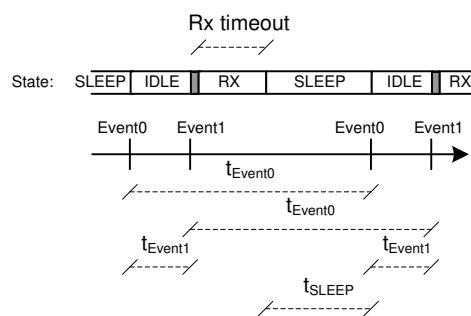 Rx timeout
State: SLEEP IDLE RX SLEEP IDLE RX
Event0 Event1 Event0 Event1
tEvent0
tEvent0
tEvent1 tEvent1
tSLEEP